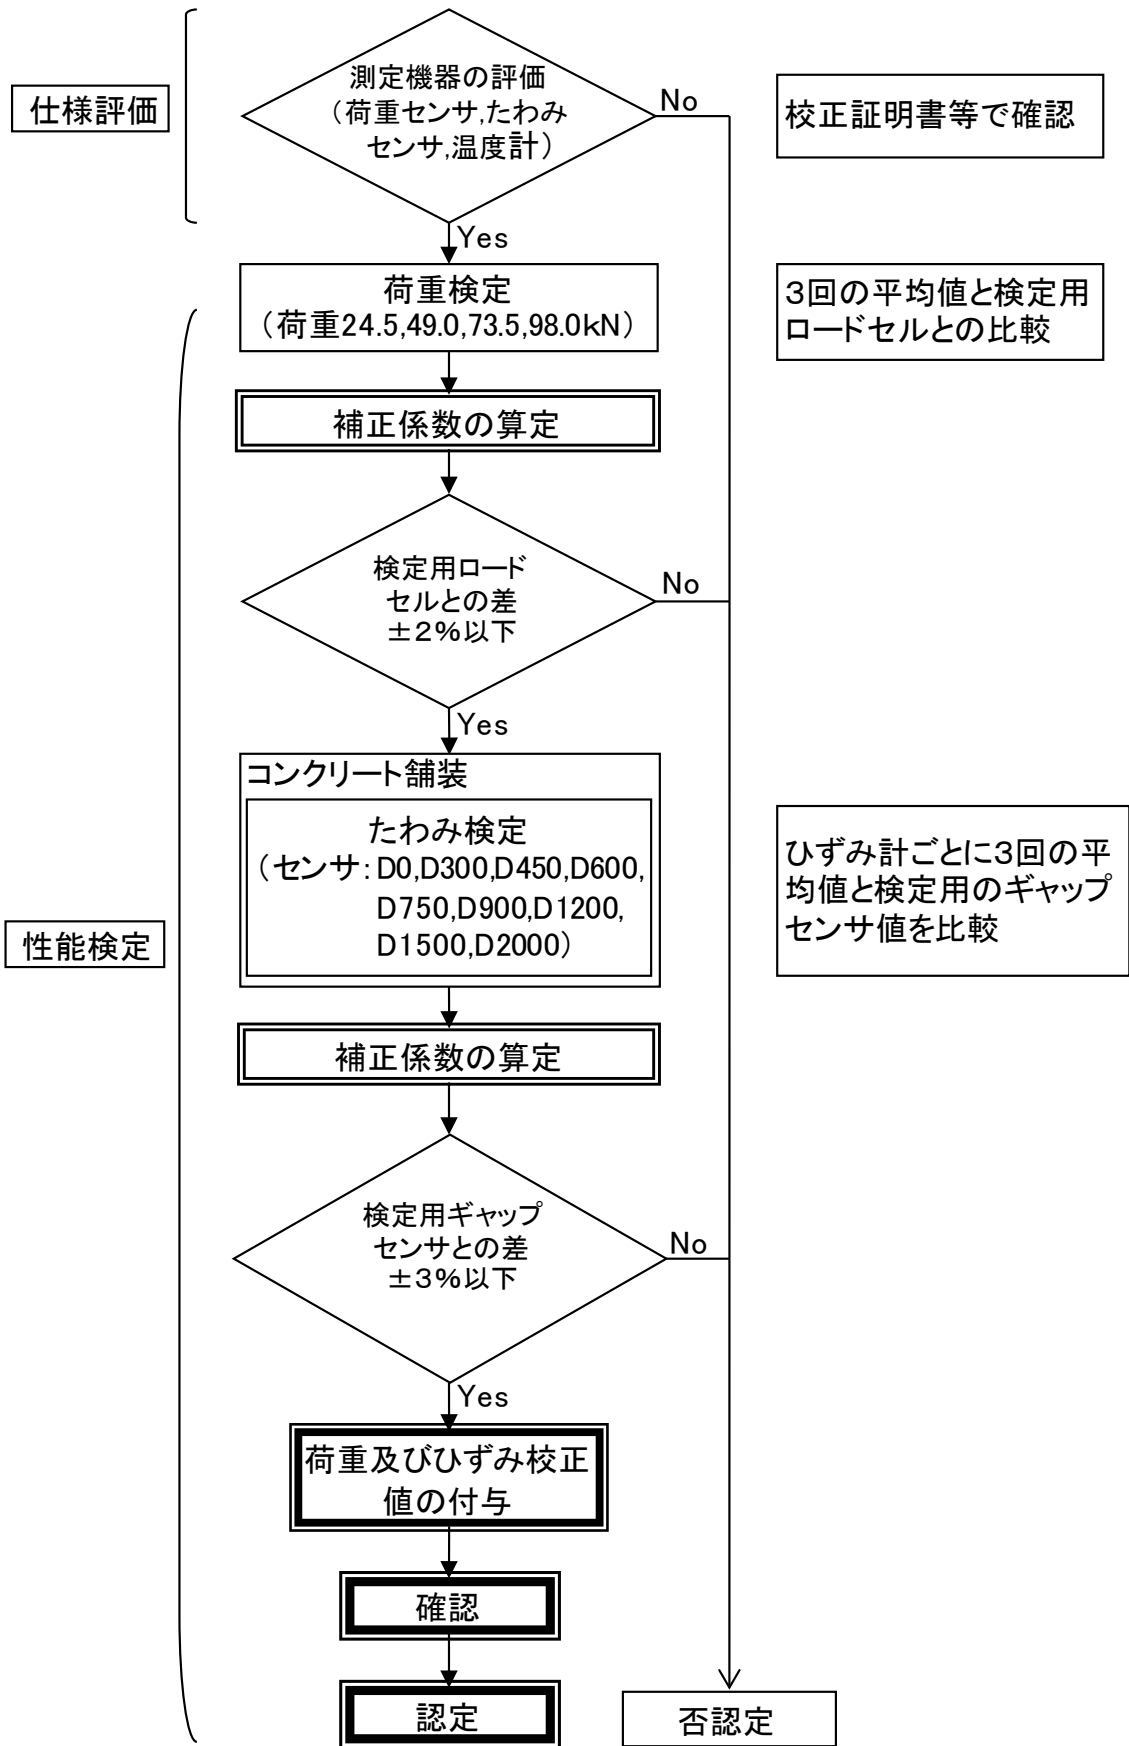 仕様評価
測定機器の評価
（荷重センサ,たわみ
センサ,温度計）
No
校正証明書等で確認
Yes
荷重検定
（荷重24.5,49.0,73.5,98.0kN）
3回の平均値と検定用
ロードセルとの比較
補正係数の算定
検定用ロード
セルとの差
±2%以下
No
Yes
コンクリート舗装
たわみ検定
（センサ:D0,D300,D450,D600,
D750,D900,D1200,
D1500,D2000）
ひずみ計ごとに3回の平
均値と検定用のギャップ
センサ値を比較
性能検定
補正係数の算定
検定用ギャップ
センサとの差
±3%以下
No
Yes
荷重及びひずみ校正
値の付与
確認
認定
否認定